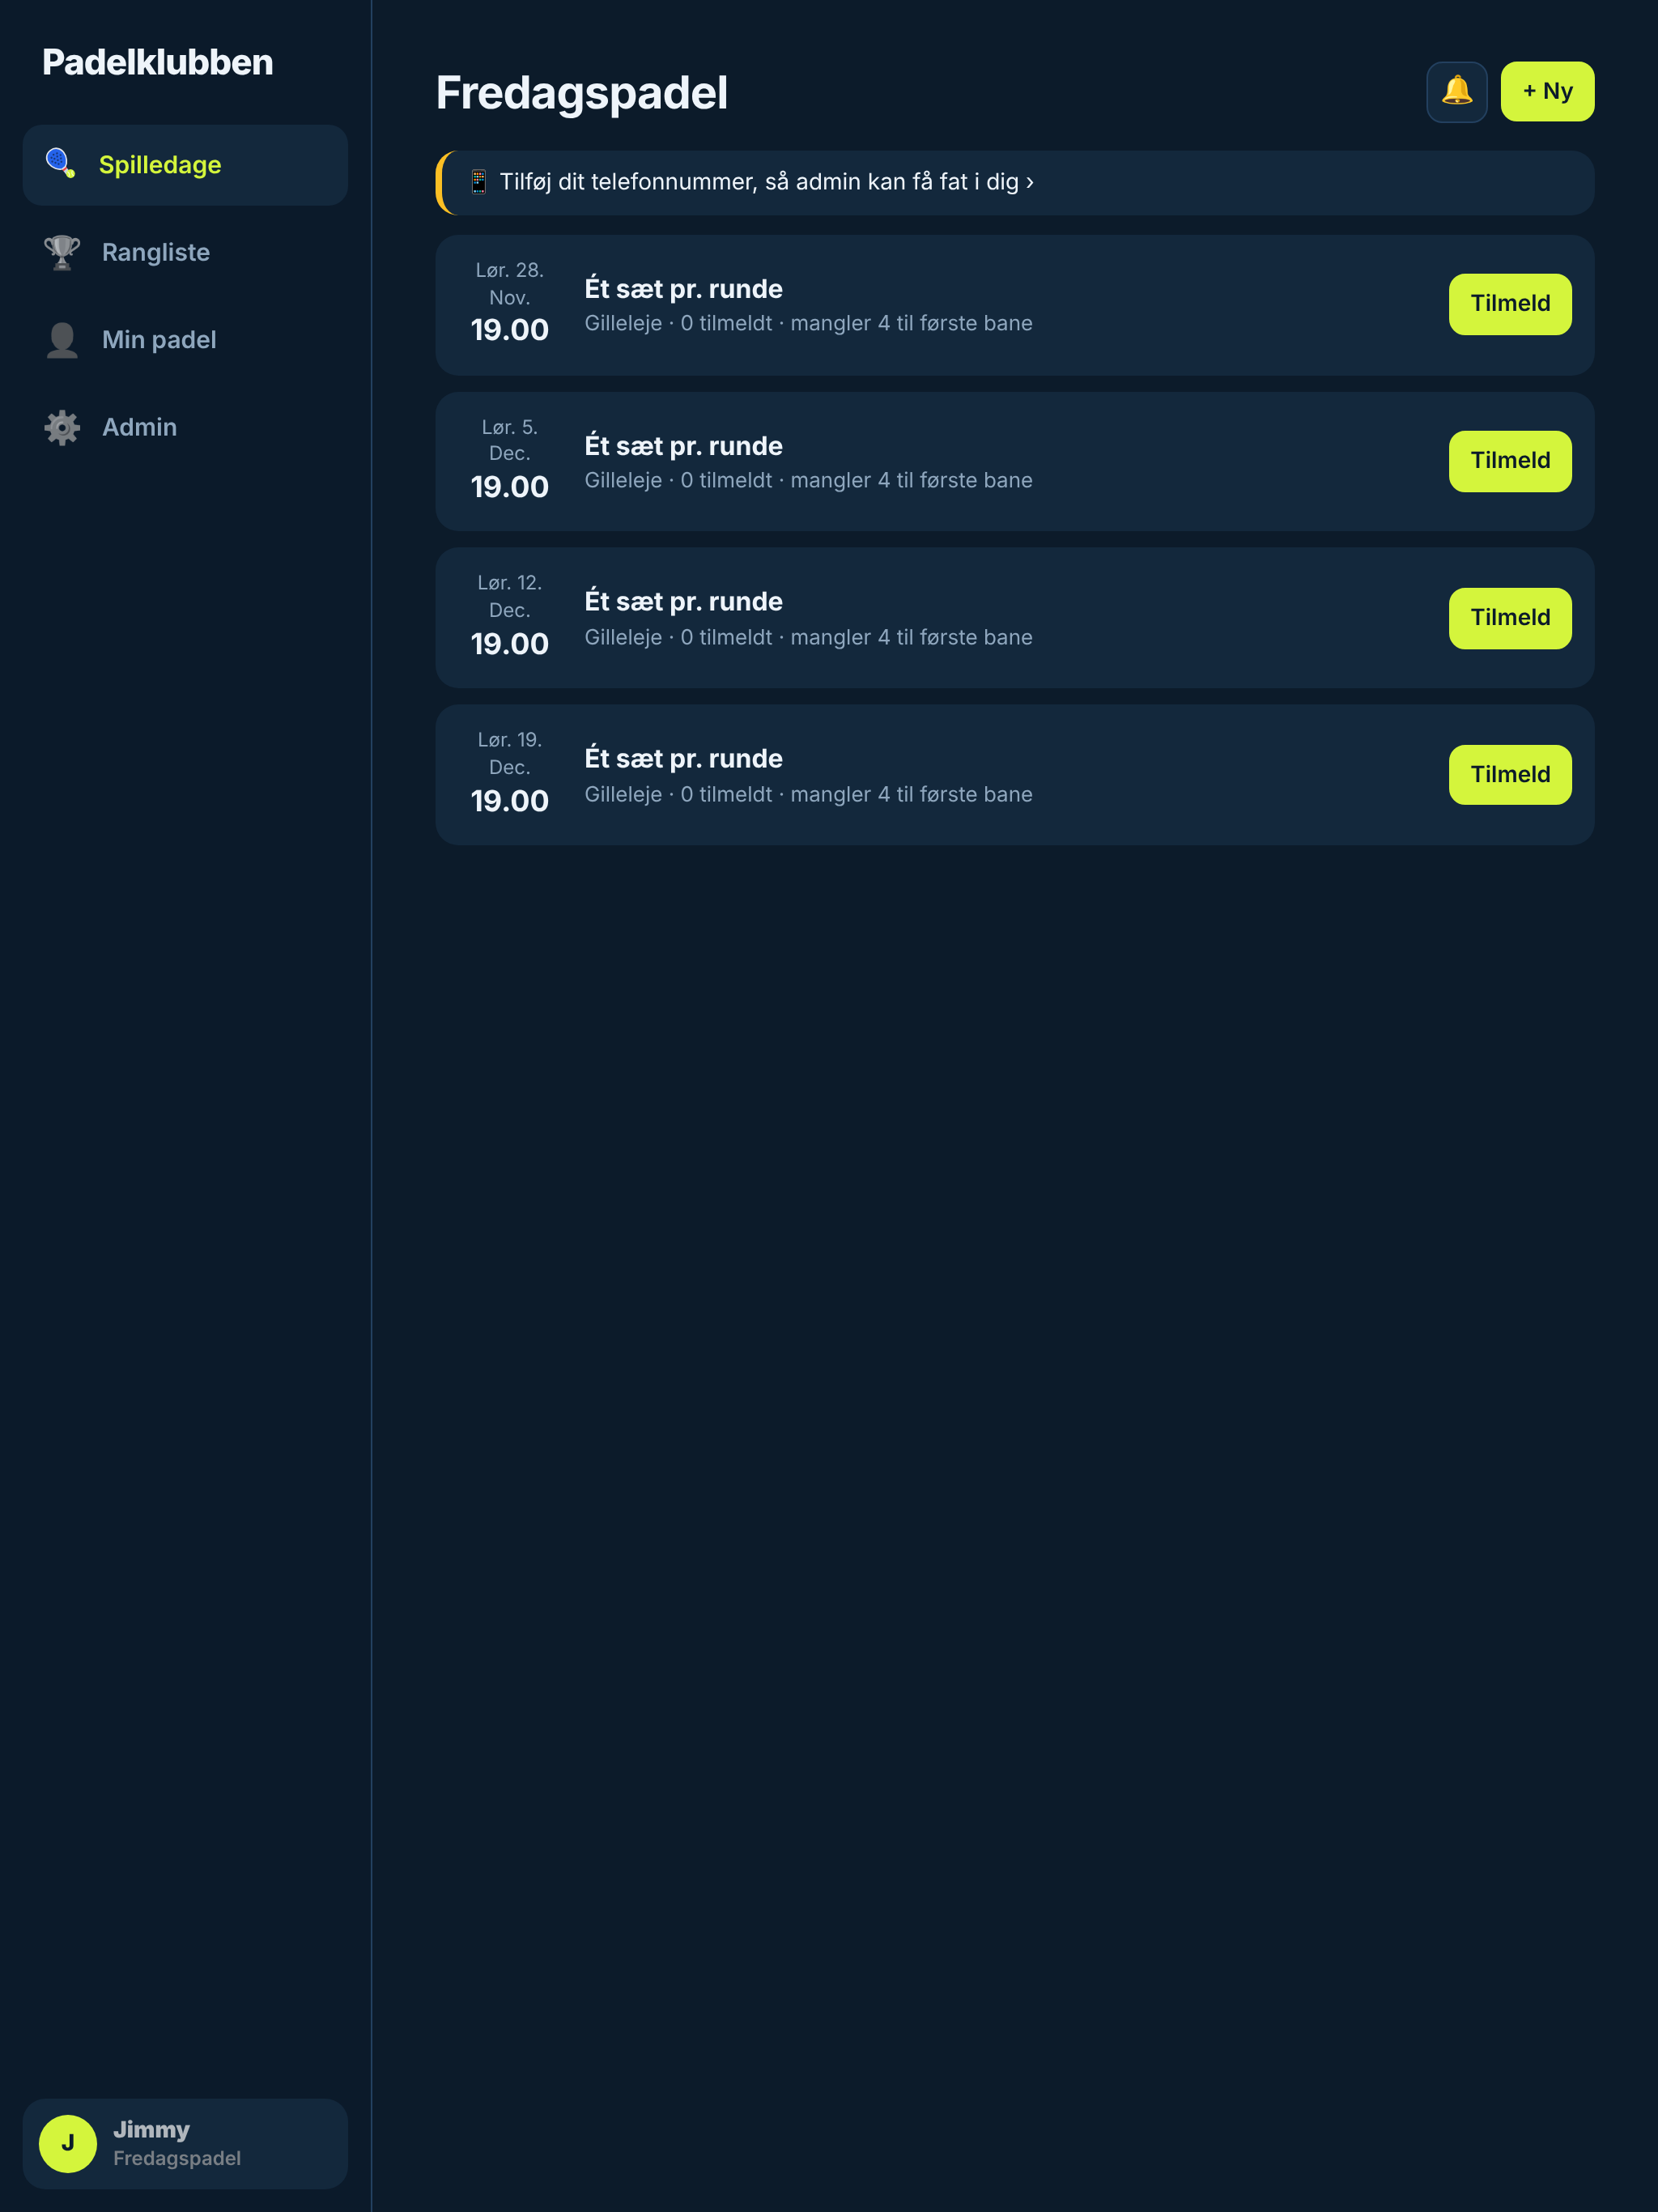 Padelklubben
Spilledage
Rangliste
Min padel
Admin
Fredagspadel
+ Ny
Tilføj dit telefonnummer, så admin kan få fat i dig ›
Lør. 28.
Nov.
19.00
Ét sæt pr. runde
Gilleleje · 0 tilmeldt · mangler 4 til første bane
Tilmeld
Lør. 5.
Dec.
19.00
Ét sæt pr. runde
Gilleleje · 0 tilmeldt · mangler 4 til første bane
Tilmeld
Lør. 12.
Dec.
19.00
Ét sæt pr. runde
Gilleleje · 0 tilmeldt · mangler 4 til første bane
Tilmeld
Lør. 19.
Dec.
19.00
Ét sæt pr. runde
Gilleleje · 0 tilmeldt · mangler 4 til første bane
Tilmeld
J
Jimmy
Fredagspadel